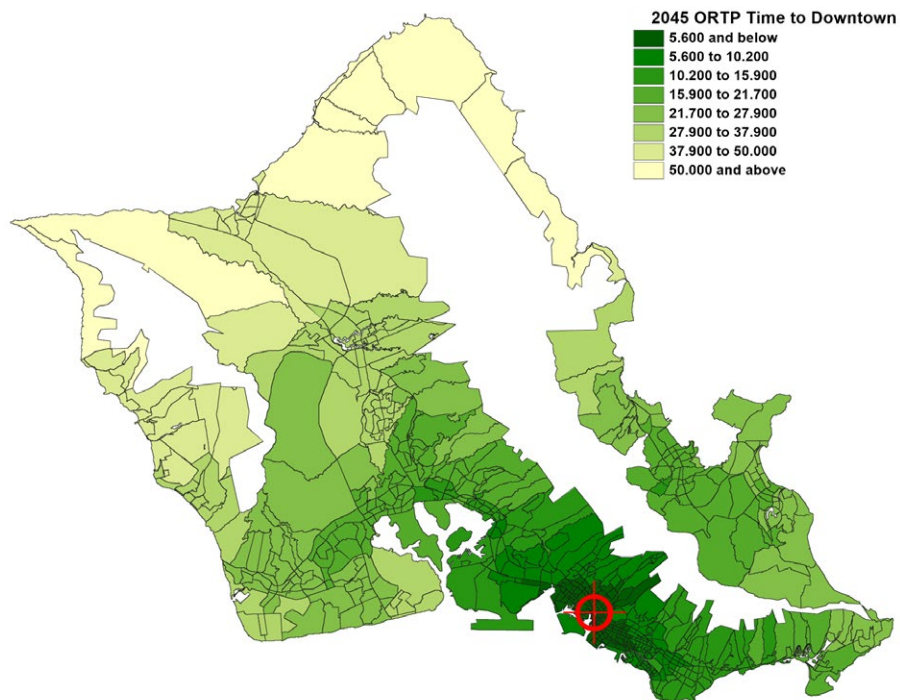 2045 ORTP Time to Downtown
5.600 and below
5.600 to 10.200
10.200 to 15.900
15.900 to 21.700
21.700 to 27.900
27.900 to 37.900
37.900 to 50.000
50.000 and above